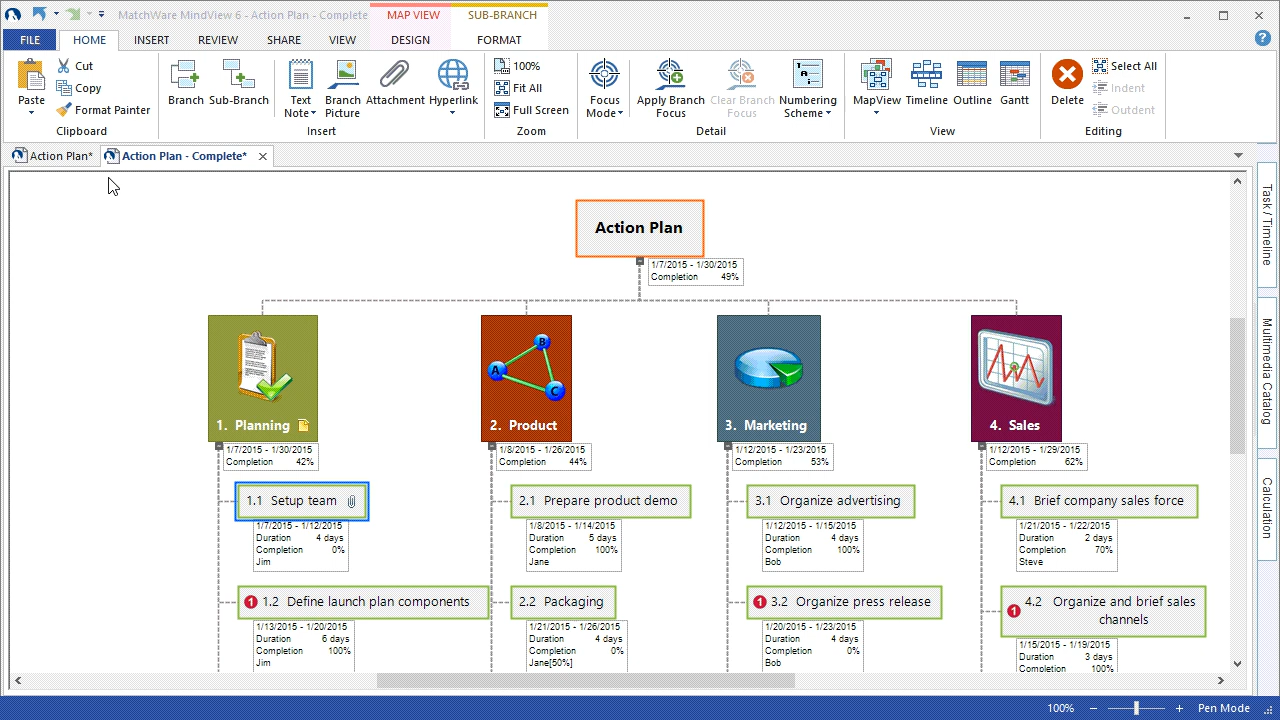 MatchWare MindView 6 - Action Plan - Complete
MAP VIEW
SUB-BRANCH
FILE
HOME
INSERT
REVIEW
SHARE
VIEW
DESIGN
FORMAT
Paste
Cut
Copy
Format Painter
Clipboard
Branch
Sub-Branch
Text
Note
Branch
Picture
Attachment
Hyperlink
Insert
100%
Fit All
Full Screen
Zoom
Focus
Mode
Apply Branch
Focus
Clear Branch
Focus
Numbering
Scheme
Detail
MapView
Timeline
Outline
Gantt
View
Delete
Select All
Indent
Outdent
Editing
Action Plan*
Action Plan - Complete*
Task / Timeline
Multimedia Catalog
Calculation
Action Plan
1/7/2015 - 1/30/2015
Completion 49%
1. Planning
1/7/2015 - 1/30/2015
Completion 42%
A B C
2. Product
1/8/2015 - 1/26/2015
Completion 44%
3. Marketing
1/12/2015 - 1/23/2015
Completion 53%
4. Sales
1/12/2015 - 1/29/2015
Completion 62%
1.1 Setup team
1/7/2015 - 1/12/2015
Duration 4 days
Completion 0%
Jim
2.1 Prepare product demo
1/8/2015 - 1/14/2015
Duration 5 days
Completion 100%
Jane
3.1 Organize advertising
1/12/2015 - 1/15/2015
Duration 4 days
Completion 100%
Bob
4.1 Brief company sales force
1/21/2015 - 1/22/2015
Duration 2 days
Completion 70%
Steve
1 1.2 Define launch plan components
1/13/2015 - 1/20/2015
Duration 6 days
Completion 100%
Jim
2.2 Packaging
1/21/2015 - 1/26/2015
Duration 4 days
Completion 0%
Jane[50%]
1 3.2 Organize press release
1/20/2015 - 1/23/2015
Duration 4 days
Completion 0%
Bob
1 4.2 Organize and brief sales
channels
1/15/2015 - 1/19/2015
Duration 3 days
Completion 100%
100%
Pen Mode